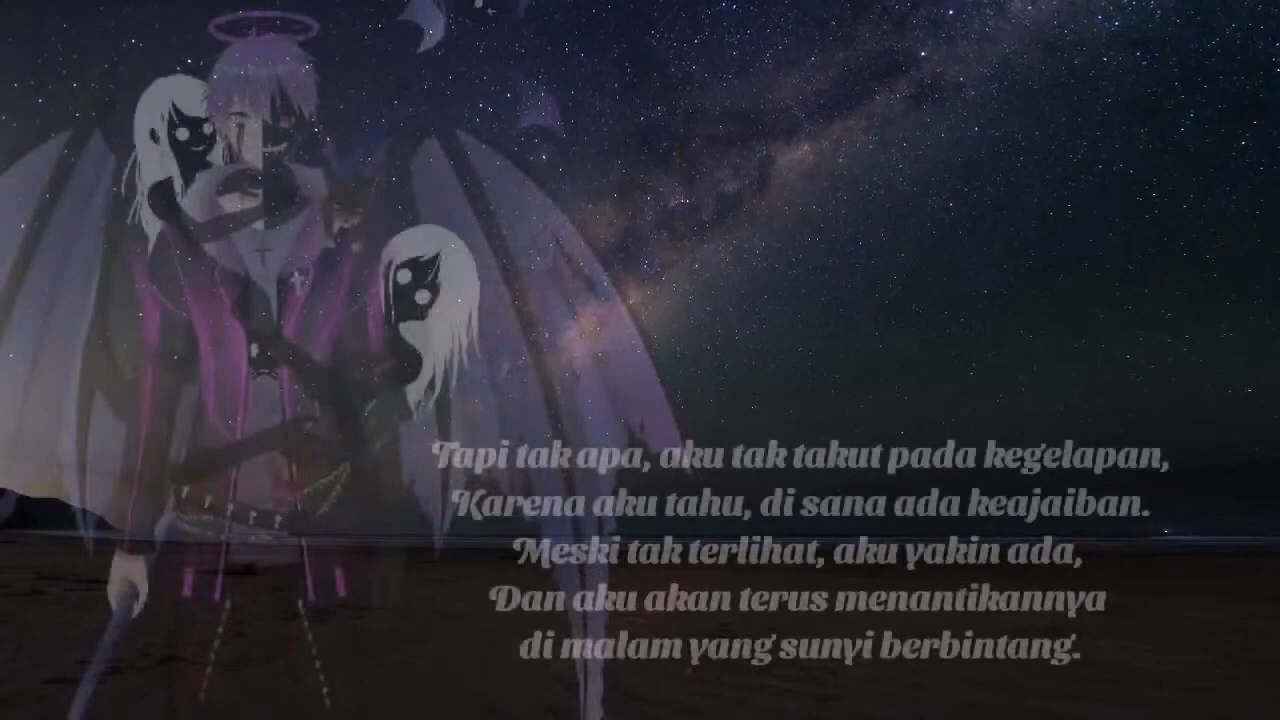 Tapi tak apa, aku tak takut pada kegelapan,
Karena aku tahu, di sana ada keajaiban.
Meski tak terlihat, aku yakin ada,
Dan aku akan terus menantikannya
di malam yang sunyi berbintang.